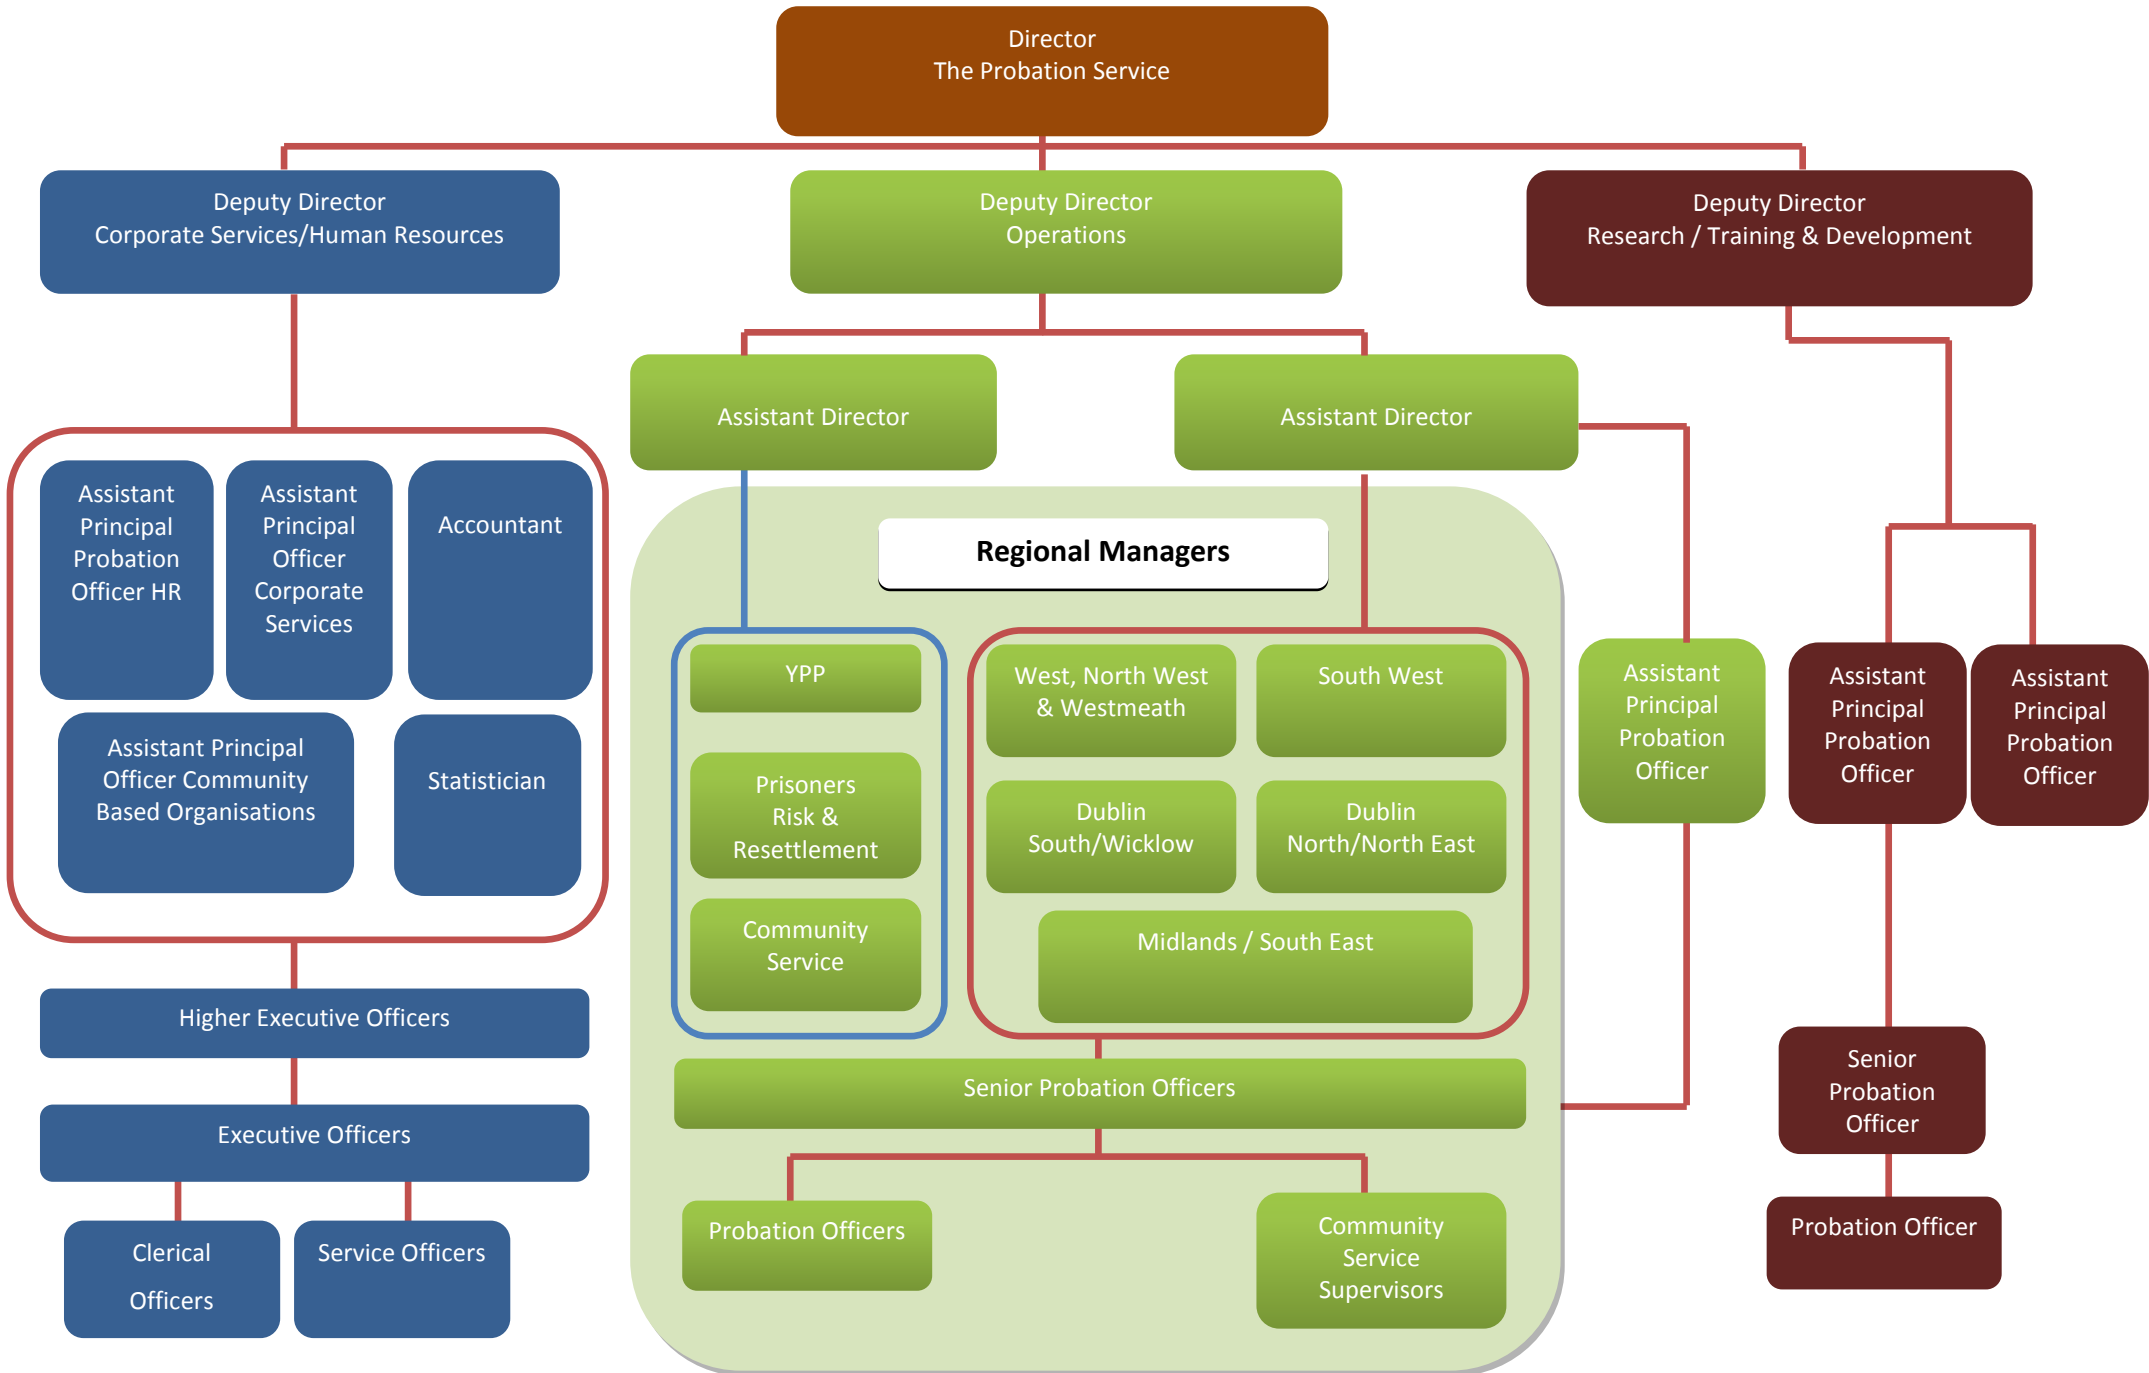 Director
The Probation Service
Deputy Director
Corporate Services/Human Resources
Deputy Director
Operations
Deputy Director
Research / Training & Development
Assistant Director
Assistant Director
Assistant
Principal
Probation
Officer HR
Assistant
Principal
Officer
Corporate
Services
Accountant
Assistant Principal
Officer Community
Based Organisations
Statistician
Higher Executive Officers
Executive Officers
Clerical
Officers
Service Officers
Regional Managers
YPP
Prisoners
Risk &
Resettlement
Community
Service
West, North West
& Westmeath
South West
Dublin
South/Wicklow
Dublin
North/North East
Midlands / South East
Senior Probation Officers
Probation Officers
Community
Service
Supervisors
Assistant
Principal
Probation
Officer
Assistant
Principal
Probation
Officer
Assistant
Principal
Probation
Officer
Senior
Probation
Officer
Probation Officer